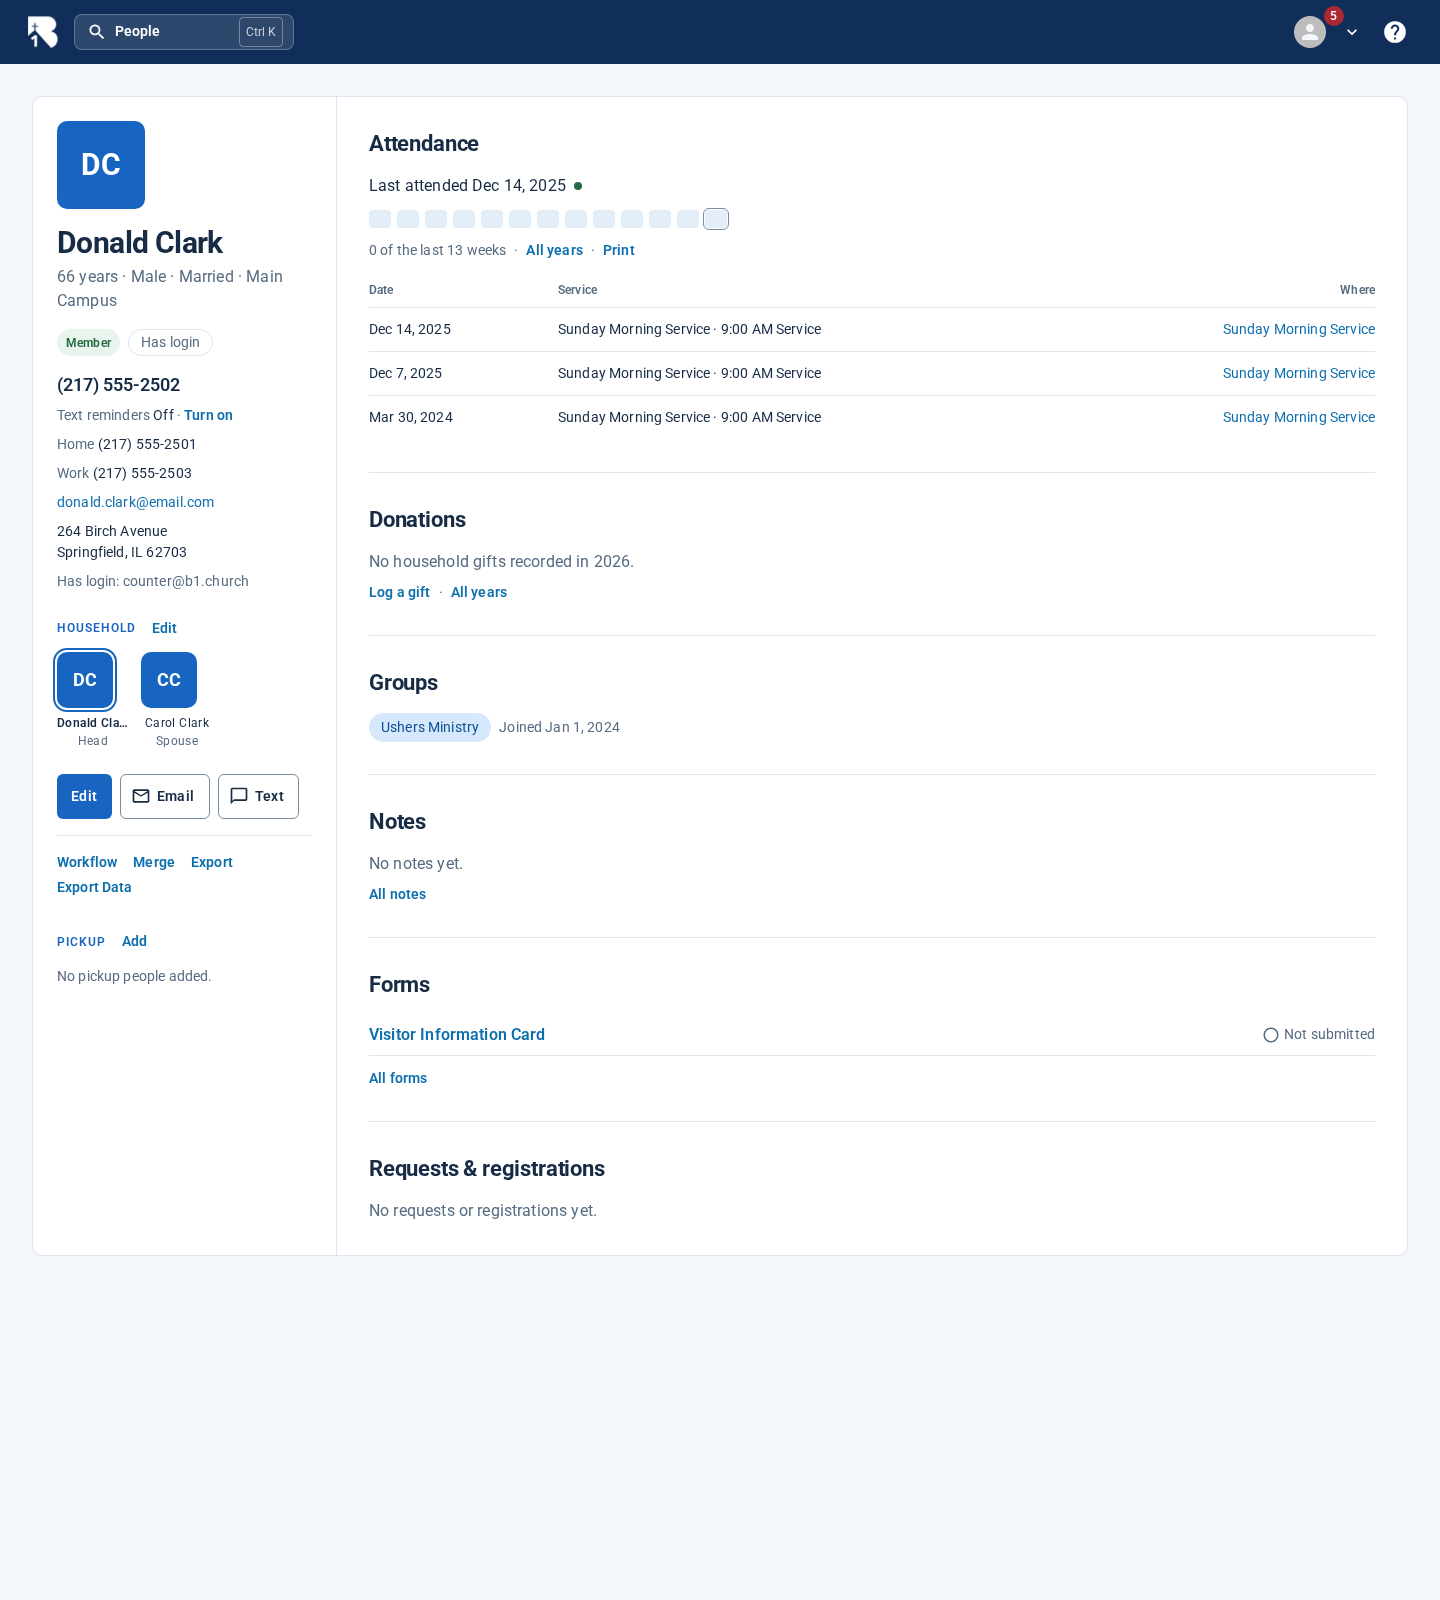 People
Ctrl K
5
DC
Donald Clark
66 years · Male · Married · Main
Campus
Member
Has login
(217) 555-2502
Text reminders Off · Turn on
Home (217) 555-2501
Work (217) 555-2503
donald.clark@email.com
264 Birch Avenue
Springfield, IL 62703
Has login: counter@b1.church
HOUSEHOLD Edit
DC CC
Donald Cla... Carol Clark
Head Spouse
Edit Email Text
Workflow Merge Export
Export Data
PICKUP Add
No pickup people added.
Attendance
Last attended Dec 14, 2025
0 of the last 13 weeks · All years · Print
Date Service Where
Dec 14, 2025 Sunday Morning Service · 9:00 AM Service Sunday Morning Service
Dec 7, 2025 Sunday Morning Service · 9:00 AM Service Sunday Morning Service
Mar 30, 2024 Sunday Morning Service · 9:00 AM Service Sunday Morning Service
Donations
No household gifts recorded in 2026.
Log a gift · All years
Groups
Ushers Ministry Joined Jan 1, 2024
Notes
No notes yet.
All notes
Forms
Visitor Information Card Not submitted
All forms
Requests & registrations
No requests or registrations yet.